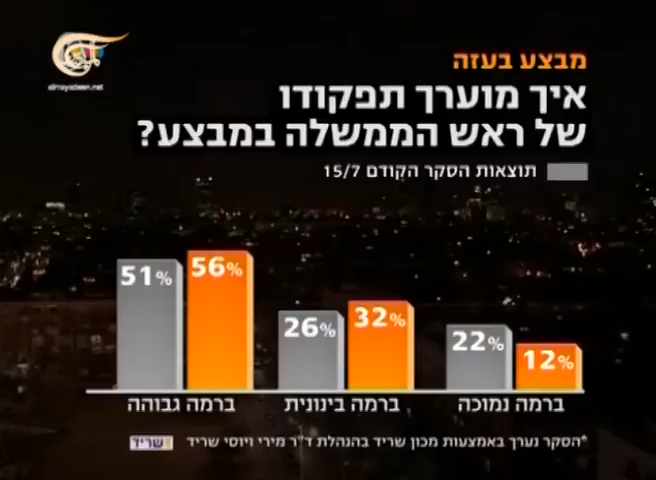 almayadeen.net
מבצע בעזה
איך מוערך תפקודו
של ראש הממשלה במבצע?
תוצאות הסקר הקודם 15/7
51% 56% 26% 32% 22% 12%
ברמה גבוהה ברמה בינונית ברמה נמוכה
*הסקר נערך באמצעות מכון שריד בהנהלת ד"ר מירי ויוסי שריד שריד